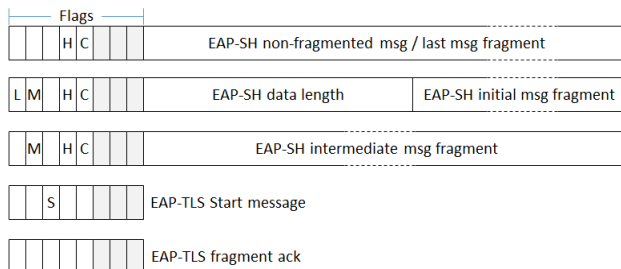 Flags
H C EAP-SH non-fragmented msg / last msg fragment
L M H C EAP-SH data length EAP-SH initial msg fragment
M H C EAP-SH intermediate msg fragment
S EAP-TLS Start message
EAP-TLS fragment ack